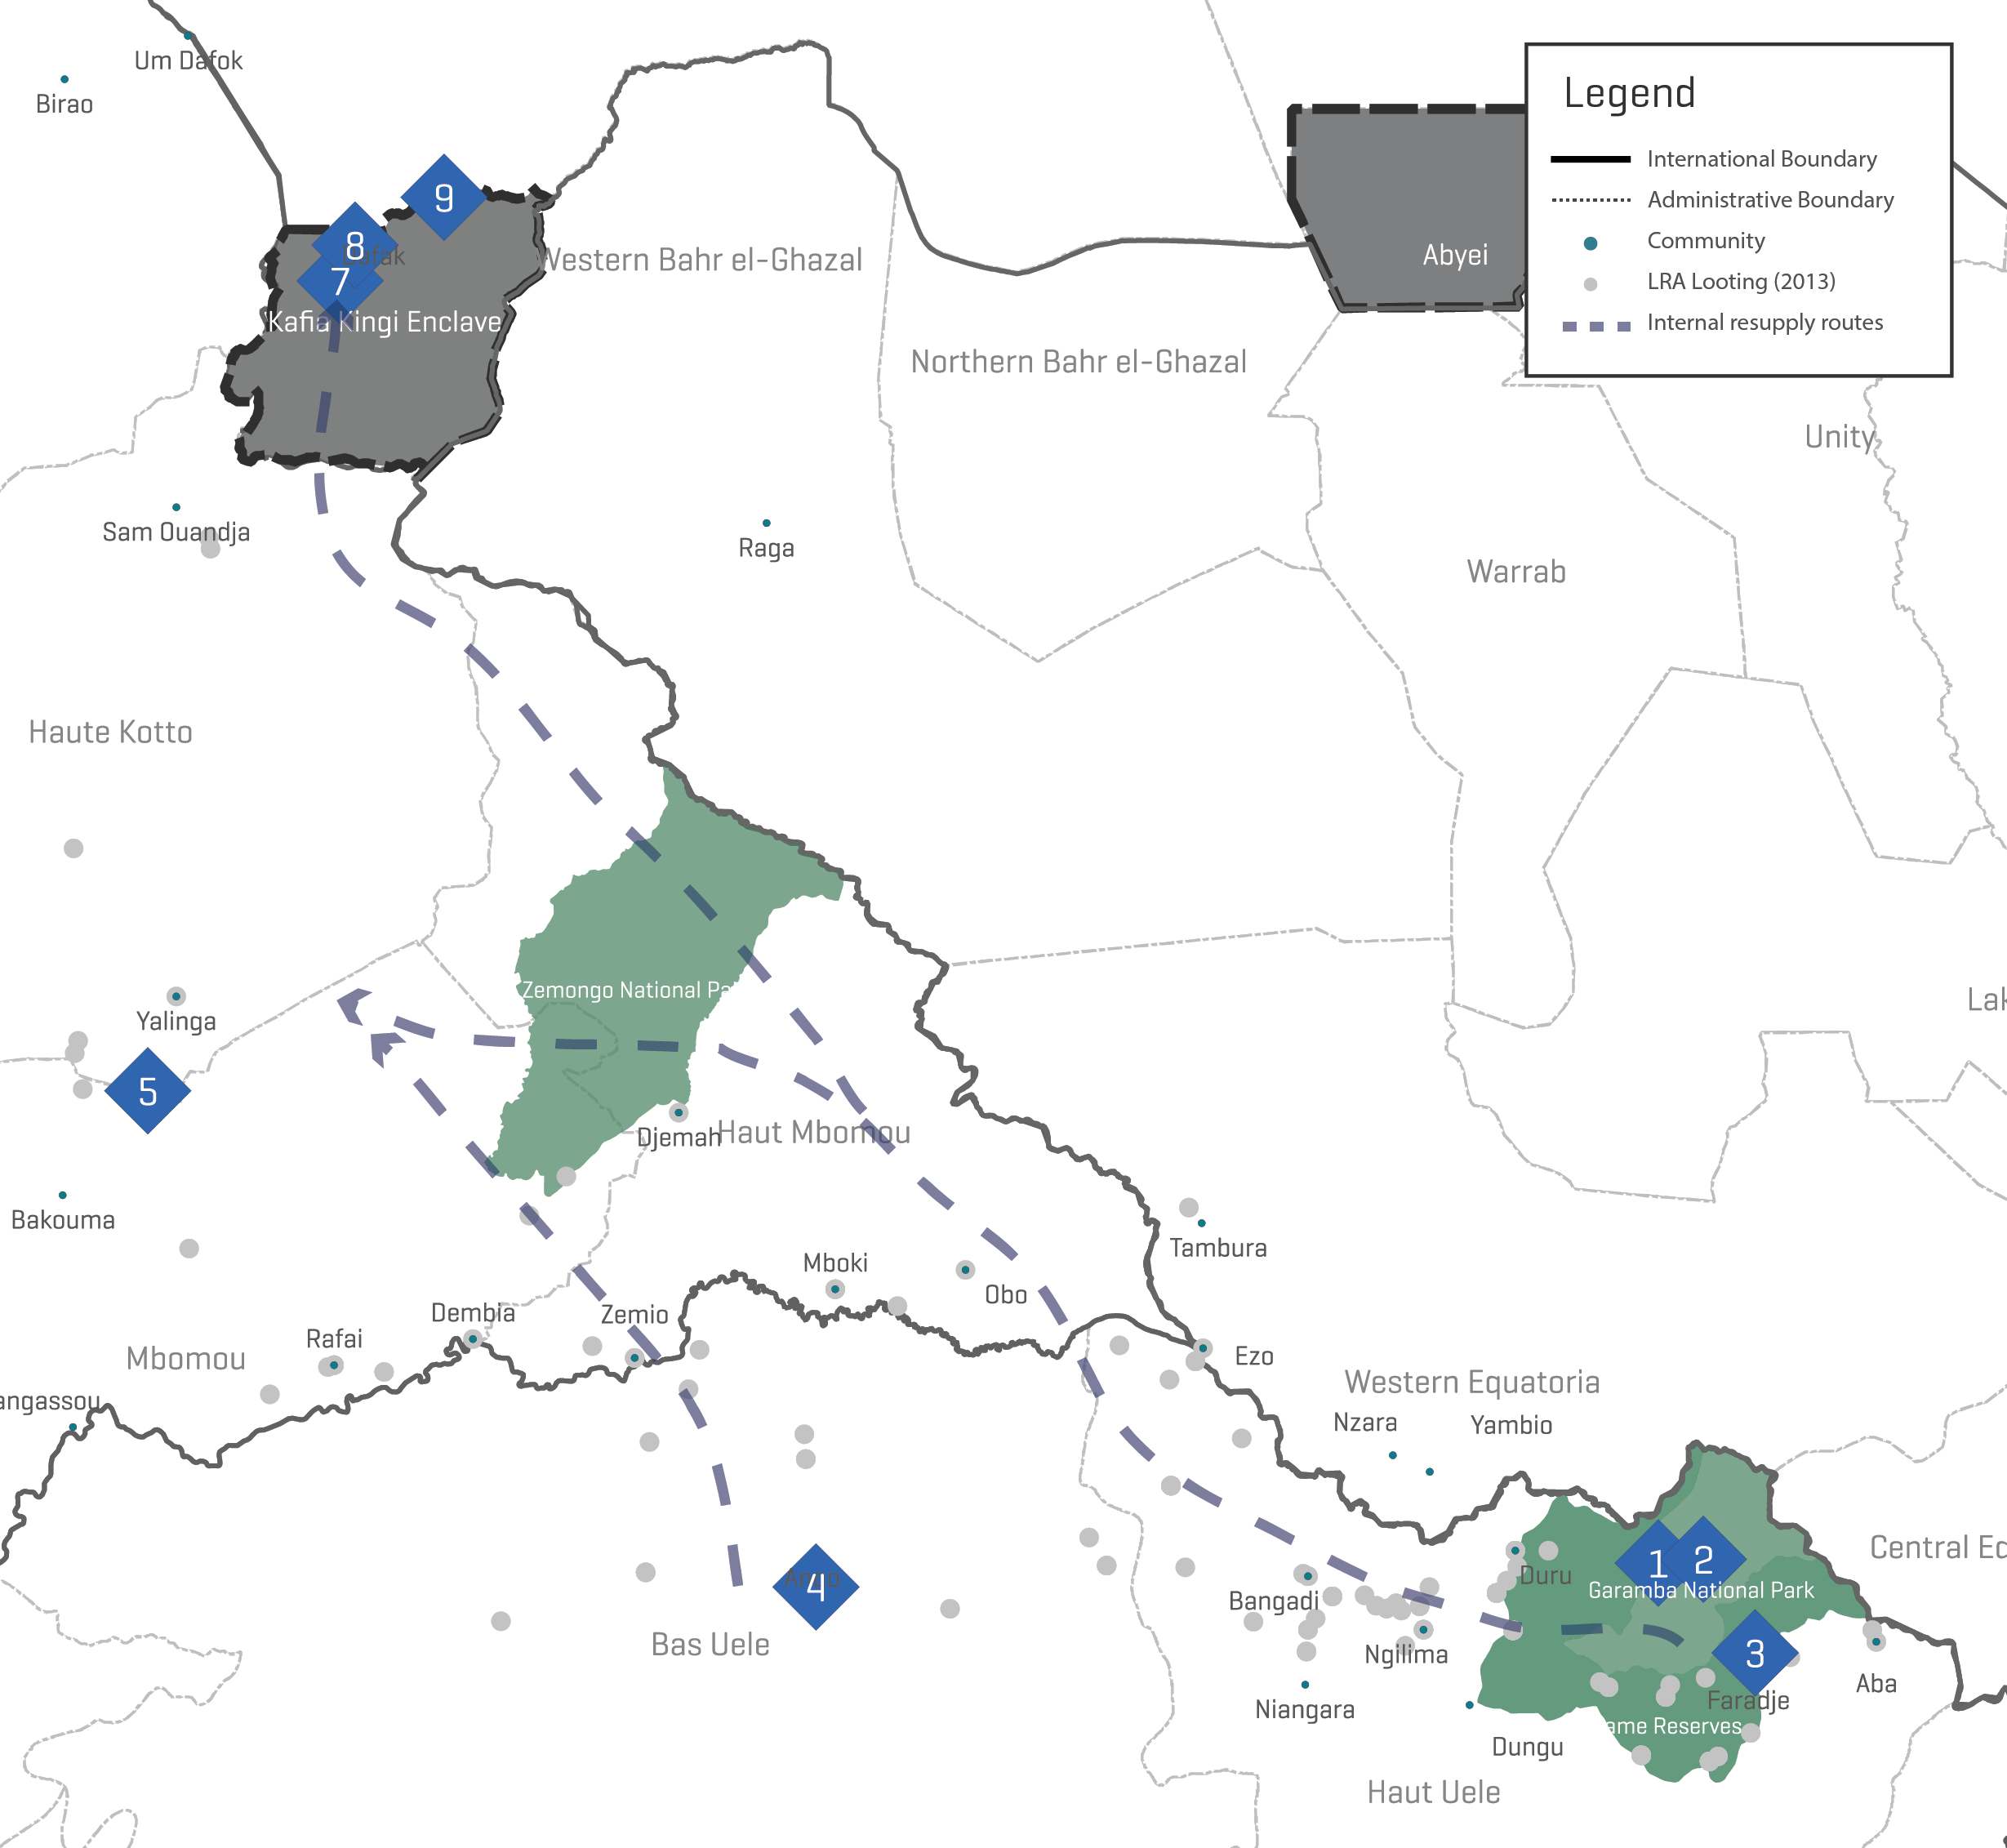 Um Dafok
Birao
Legend
International Boundary
Administrative Boundary
Community
LRA Looting (2013)
Internal resupply routes
9
8
7
Kafia Kingi Enclave
Western Bahr el-Ghazal
Abyei
Northern Bahr el-Ghazal
Unity
Sam Ouandja
Raga
Warrab
Haute Kotto
Zemongo National Pa
Lak
Yalinga
5
Djemah
Haut Mbomou
Bakouma
Tambura
Mboki
Obo
Dembia
Zemio
Rafai
Mbomou
Ezo
Western Equatoria
angassou
Nzara
Yambio
Central Eq
1
2
Duru
Garamba National Park
4
Bangadi
Bas Uele
Ngilima
3
Aba
Niangara
Faradje
ame Reserves
Dungu
Haut Uele